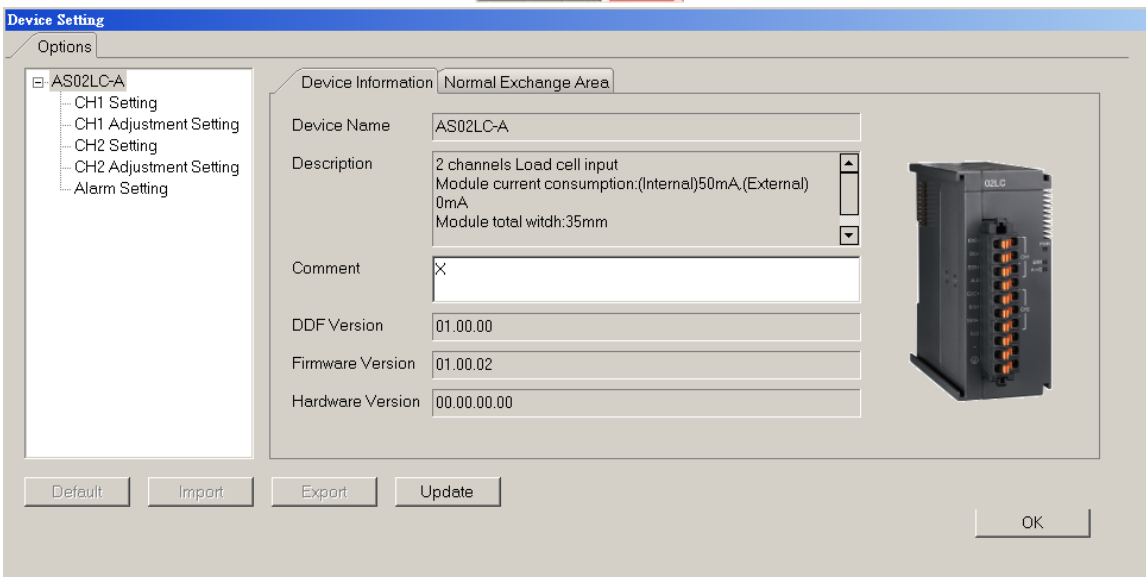 Device Setting
Options
AS02LC-A
CH1 Setting
CH1 Adjustment Setting
CH2 Setting
CH2 Adjustment Setting
Alarm Setting
Device Information
Normal Exchange Area
Device Name
AS02LC-A
Description
2 channels Load cell input
Module current consumption:(Internal)50mA,(External)
0mA
Module total witdh:35mm
Comment
X
DDF Version
01.00.00
Firmware Version
01.00.02
Hardware Version
00.00.00.00
02LC
Default
Import
Export
Update
OK